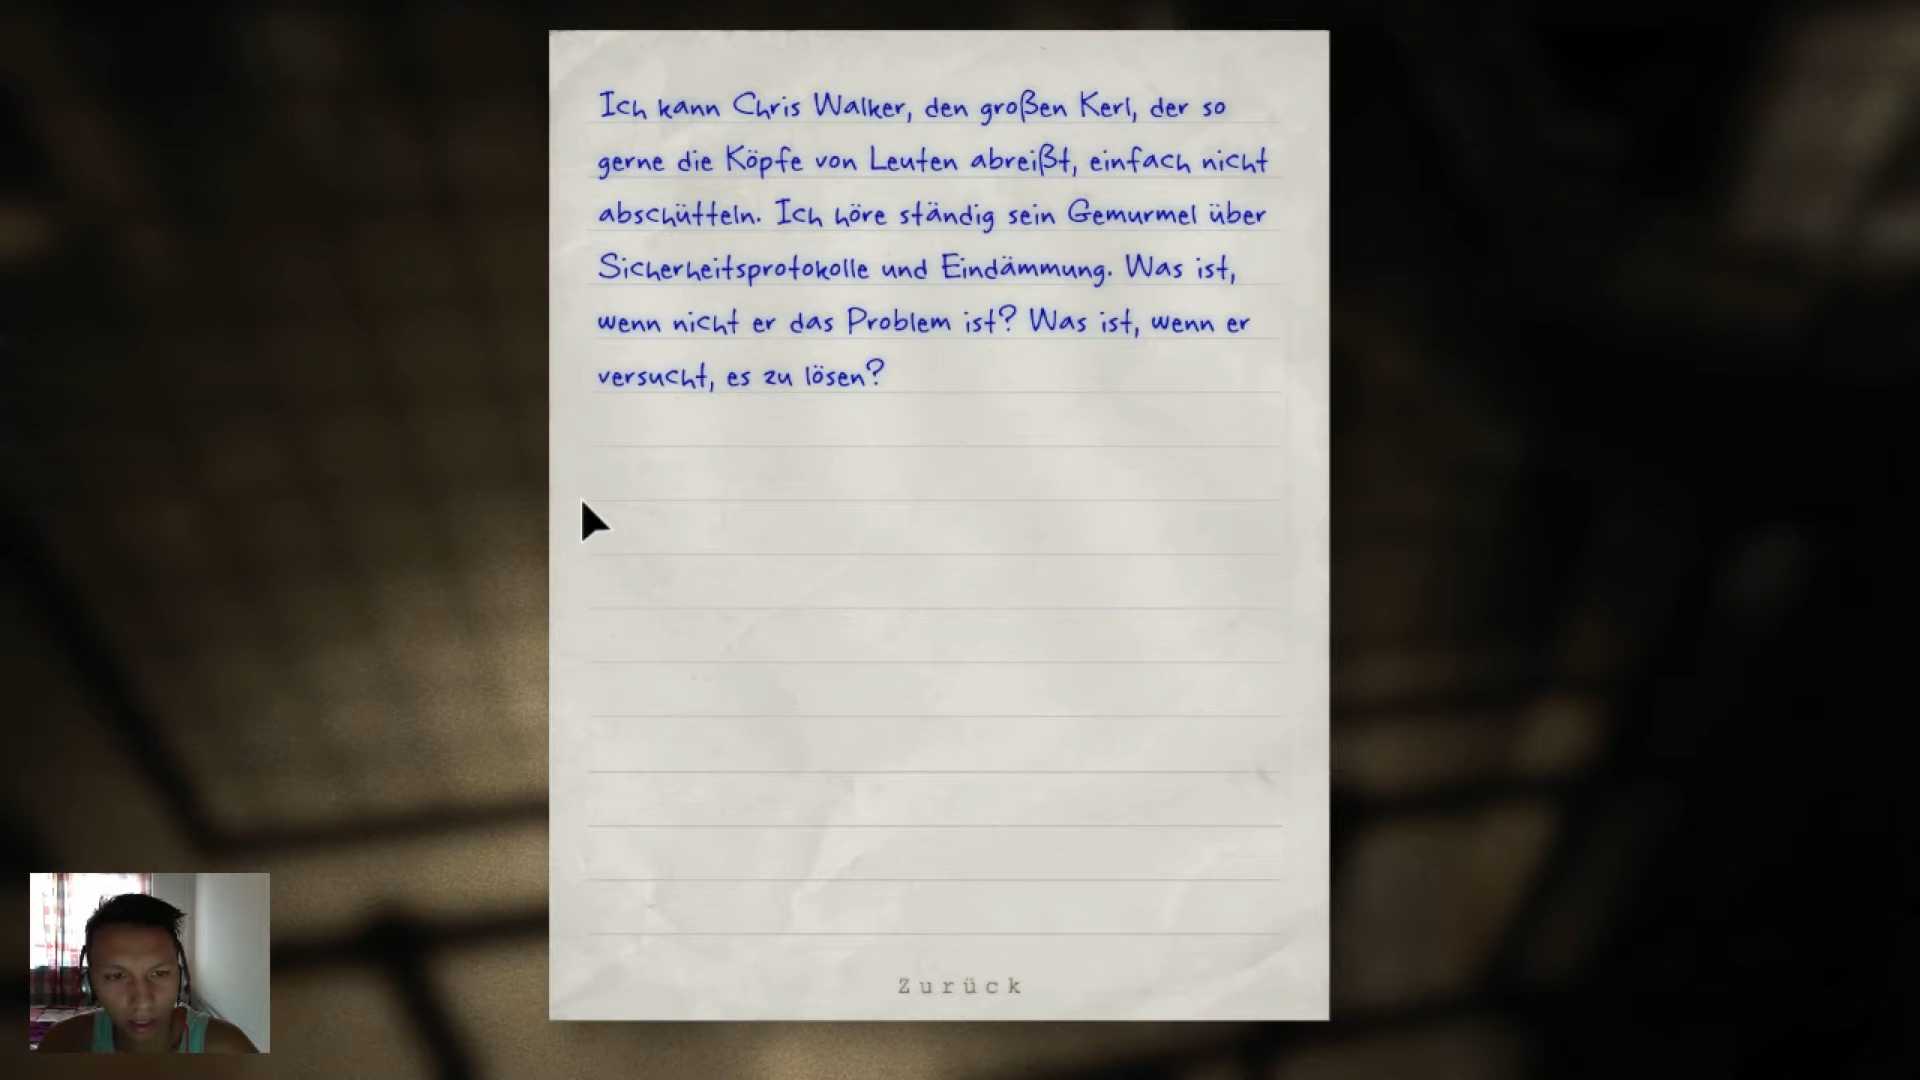 Ich kann Chris Walker, den großen Kerl, der so
gerne die Köpfe von Leuten abreißt, einfach nicht
abschütteln. Ich höre ständig sein Gemurmel über
Sicherheitsprotokolle und Eindämmung. Was ist,
wenn nicht er das Problem ist? Was ist, wenn er
versucht, es zu lösen?
Zurück